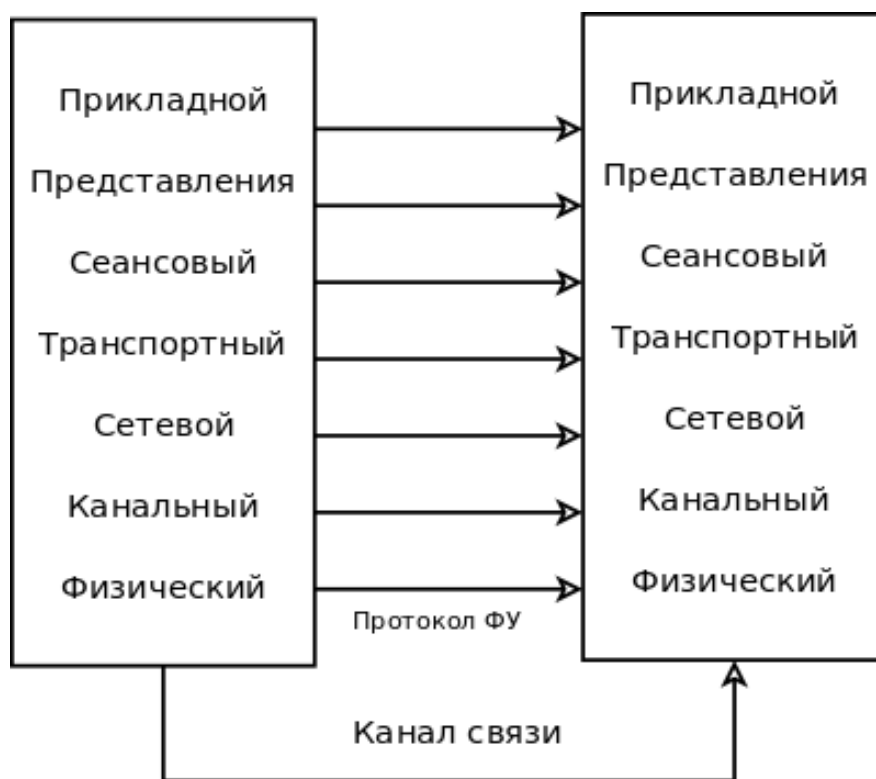 Прикладной
Представления
Сеансовый
Транспортный
Сетевой
Канальный
Физический
Прикладной
Представления
Сеансовый
Транспортный
Сетевой
Канальный
Физический
Протокол ФУ
Канал связи